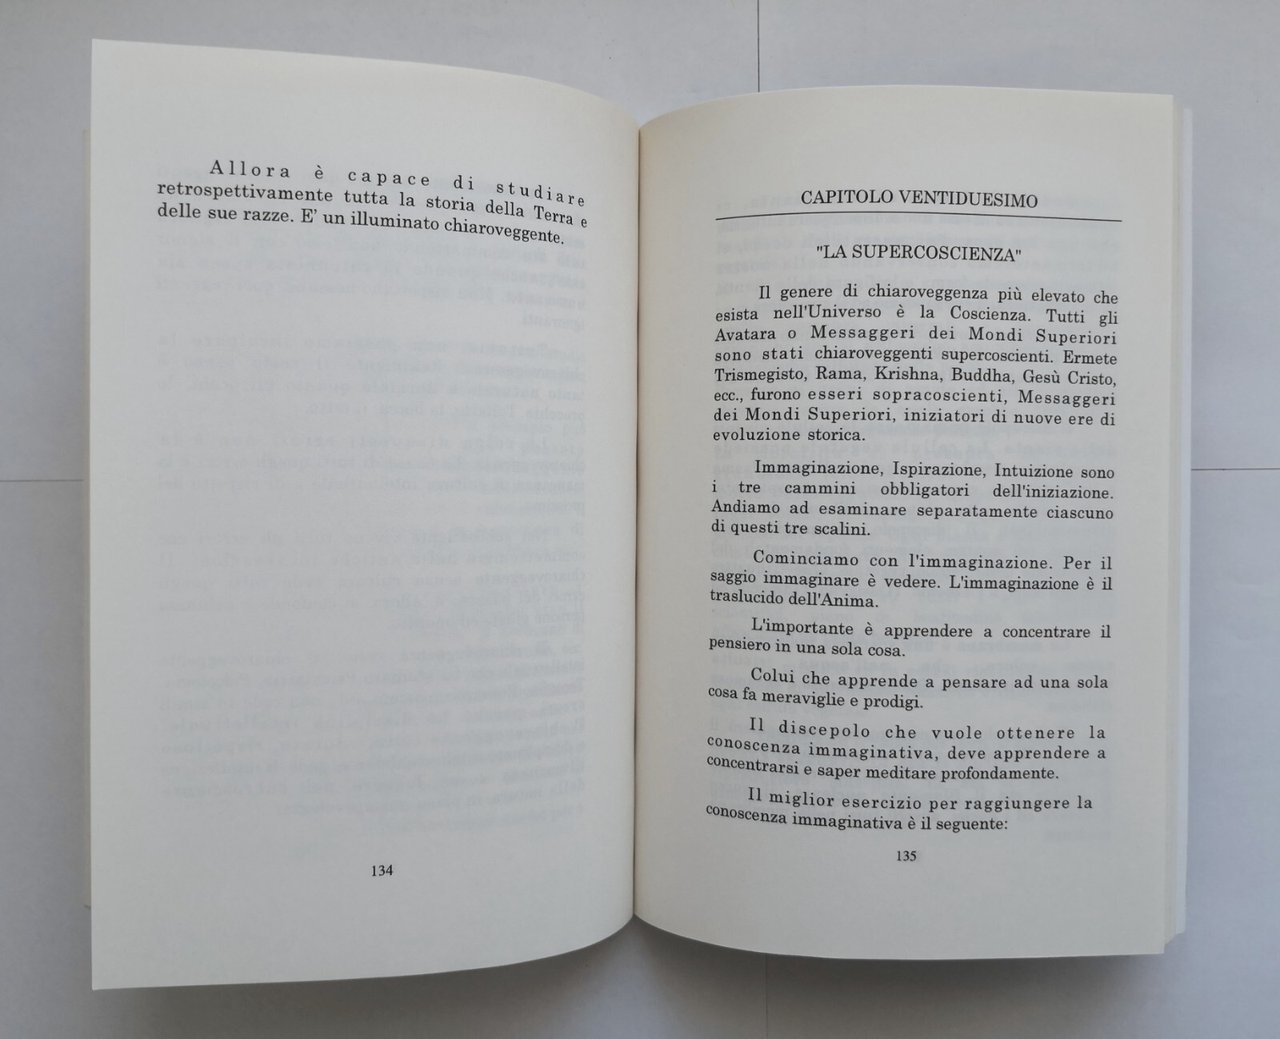 Allora è capace di studiare
retrospettivamente tutta la storia della Terra e
delle sue razze. E' un illuminato chiaroveggente.
134
CAPITOLO VENTIDUESIMO
"LA SUPERCOSCIENZA"
Il genere di chiaroveggenza più elevato che
esista nell'Universo è la Coscienza. Tutti gli
Avatara o Messaggeri dei Mondi Superiori
sono stati chiaroveggenti supercoscienti. Ermete
Trismegisto, Rama, Krishna, Buddha, Gesù Cristo,
ecc., furono esseri sopracoscienti, Messaggeri
dei Mondi Superiori, iniziatori di nuove ere di
evoluzione storica.
Immaginazione, Ispirazione, Intuizione sono
i tre cammini obbligatori dell'iniziazione.
Andiamo ad esaminare separatamente ciascuno
di questi tre scalini.
Cominciamo con l'immaginazione. Per il
saggio immaginare è vedere. L'immaginazione è il
traslucido dell'Anima.
L'importante è apprendere a concentrare il
pensiero in una sola cosa.
Colui che apprende a pensare ad una sola
cosa fa meraviglie e prodigi.
Il discepolo che vuole ottenere la
conoscenza immaginativa, deve apprendere a
concentrarsi e saper meditare profondamente.
Il miglior esercizio per raggiungere la
conoscenza immaginativa è il seguente:
135